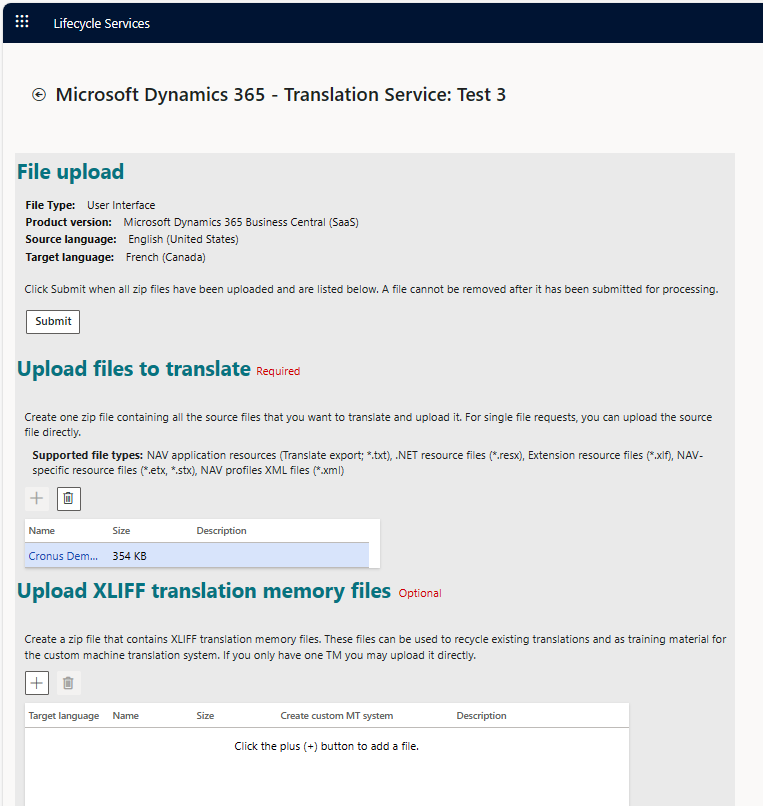 Lifecycle Services
Microsoft Dynamics 365 - Translation Service: Test 3
File upload
File Type: User Interface
Product version: Microsoft Dynamics 365 Business Central (SaaS)
Source language: English (United States)
Target language: French (Canada)
Click Submit when all zip files have been uploaded and are listed below. A file cannot be removed after it has been submitted for processing.
Submit
Upload files to translate Required
Create one zip file containing all the source files that you want to translate and upload it. For single file requests, you can upload the source
file directly.
Supported file types: NAV application resources (Translate export; *.txt), .NET resource files (*.resx), Extension resource files (*.xlf), NAV-
specific resource files (*.etx, *.stx), NAV profiles XML files (*.xml)
Name Size Description
Cronus Dem... 354 KB
Upload XLIFF translation memory files Optional
Create a zip file that contains XLIFF translation memory files. These files can be used to recycle existing translations and as training material for
the custom machine translation system. If you only have one TM you may upload it directly.
Target language Name Size Create custom MT system Description
Click the plus (+) button to add a file.